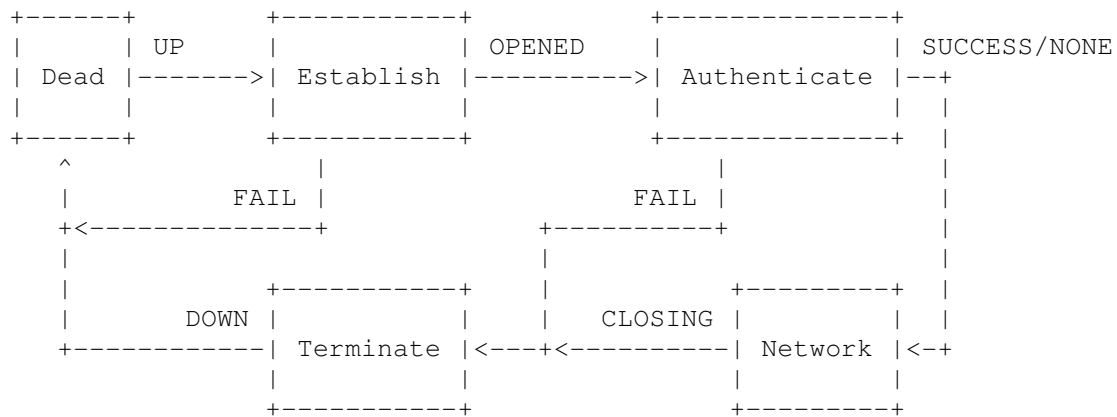 UP OPENED SUCCESS/NONE
Dead Establish Authenticate
FAIL FAIL
DOWN CLOSING
Terminate Network